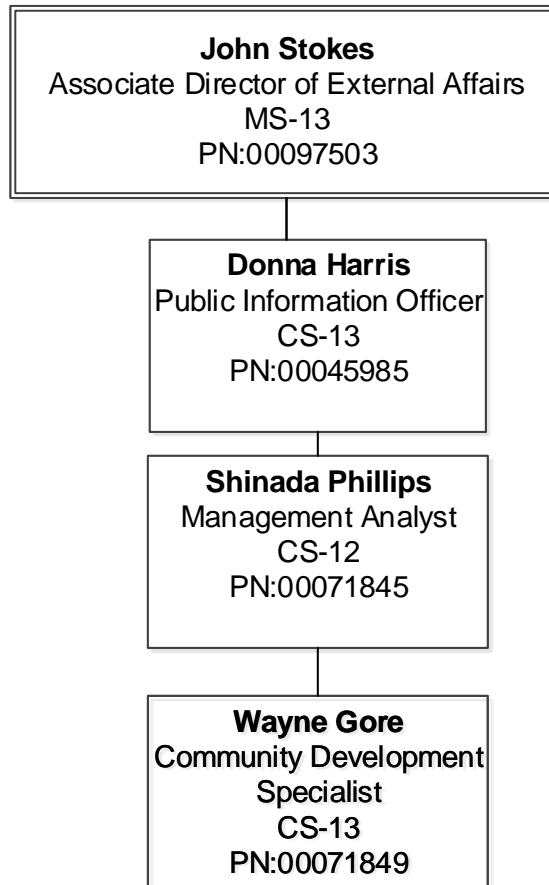 John Stokes
Associate Director of External Affairs
MS-13
PN:00097503
Donna Harris
Public Information Officer
CS-13
PN:00045985
Shinada Phillips
Management Analyst
CS-12
PN:00071845
Wayne Gore
Community Development
Specialist
CS-13
PN:00071849